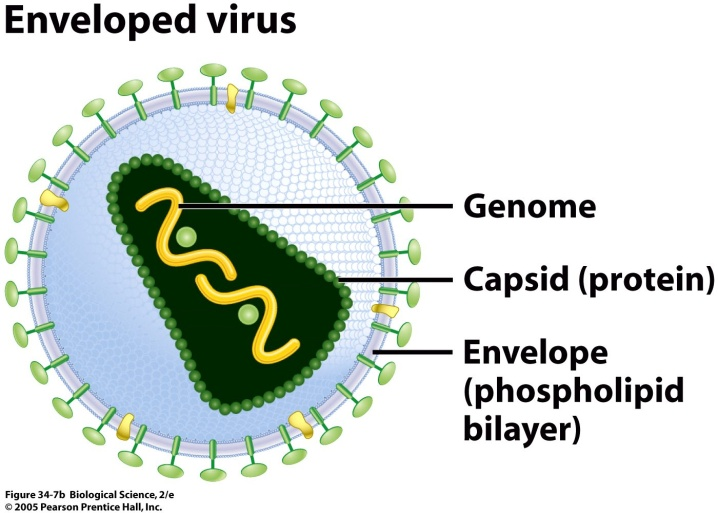 Enveloped virus
Genome
Capsid (protein)
Envelope
(phospholipid
bilayer)
Figure 34-7b Biological Science, 2/e
© 2005 Pearson Prentice Hall, Inc.